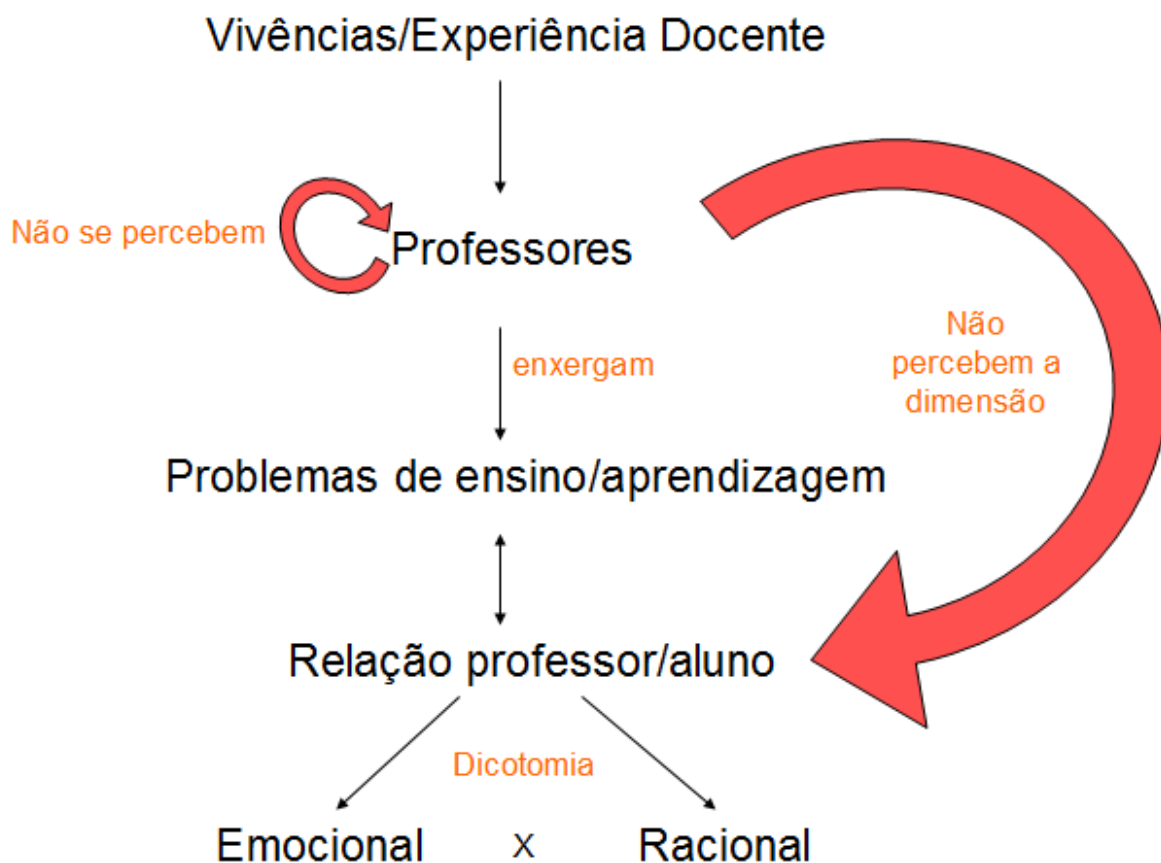 Vivências/Experiência Docente
Não se percebem
Professores
enxergam
Não
percebem a
dimensão
Problemas de ensino/aprendizagem
Relação professor/aluno
Dicotomia
Emocional X Racional